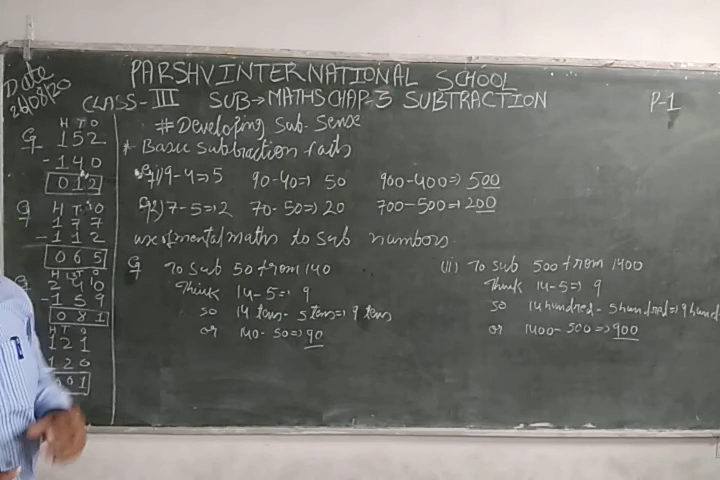 Date
24/08/20
PARSHV INTERNATIONAL SCHOOL
CLASS-III SUB→MATHS CHAP-3 SUBTRACTION P-1
# Developing Sub. Sense
* Basic Subtraction facts
9-4=>5 90-40=> 50 900-400=> 500
7-5=>2 70-50=>20 700-500=>200
use of mental maths to Sub numbers.
To Sub 50 from 140
Think 14-5=> 9
so 14 tens - 5 tens=> 9 tens
or 140-50=>90
(ii) To sub 500 from 1400
Think 14-5=> 9
so 14 hundred - 5 hundred=> 9 hund
or 1400-500=>900
H T O
152
-140
012
H T O
177
-112
065
H T O
240
-159
081
H T O
121
120
001